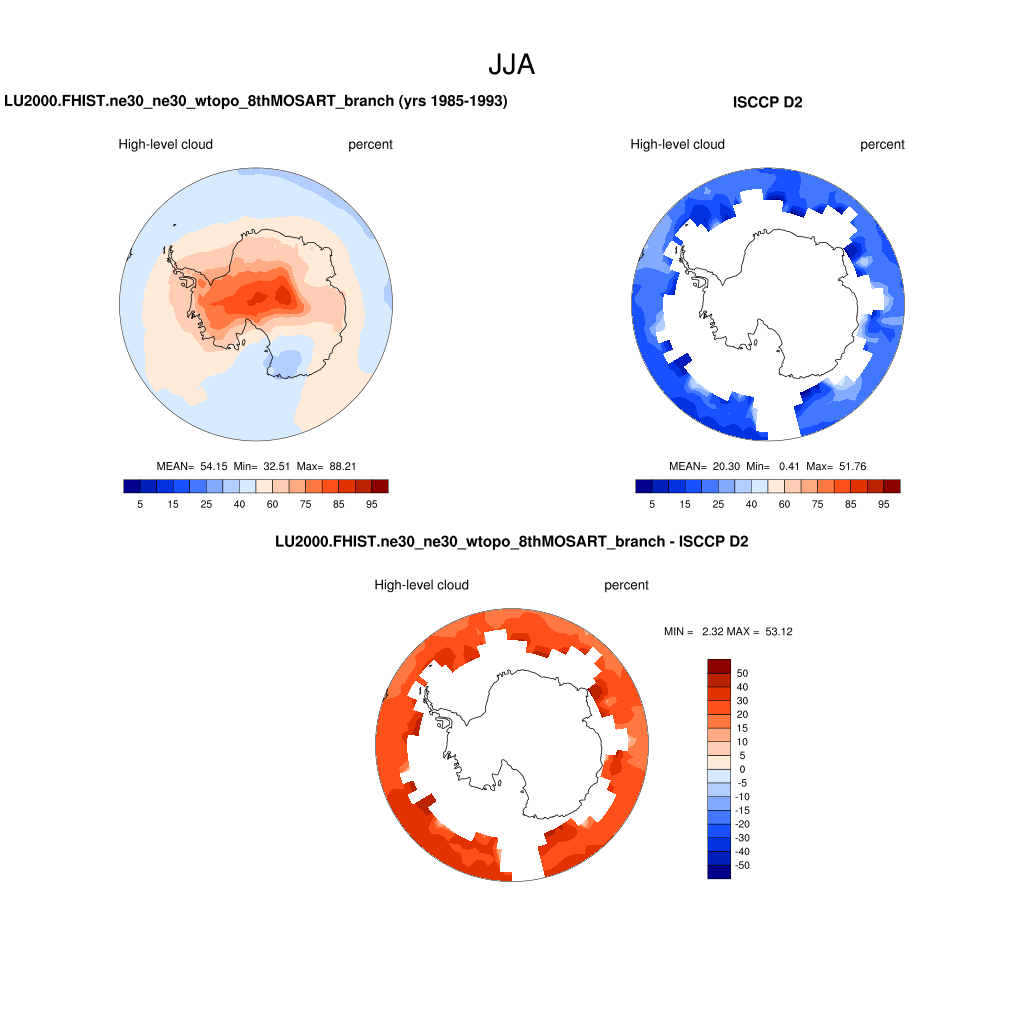 JJA
LU2000.FHIST.ne30_ne30_wtopo_8thMOSART_branch (yrs 1985-1993)
High-level cloud percent
MEAN= 54.15 Min= 32.51 Max= 88.21
5 15 25 40 60 75 85 95
ISCCP D2
High-level cloud percent
MEAN= 20.30 Min= 0.41 Max= 51.76
5 15 25 40 60 75 85 95
LU2000.FHIST.ne30_ne30_wtopo_8thMOSART_branch - ISCCP D2
High-level cloud percent
MIN = 2.32 MAX = 53.12
50
40
30
20
15
10
5
0
-5
-10
-15
-20
-30
-40
-50